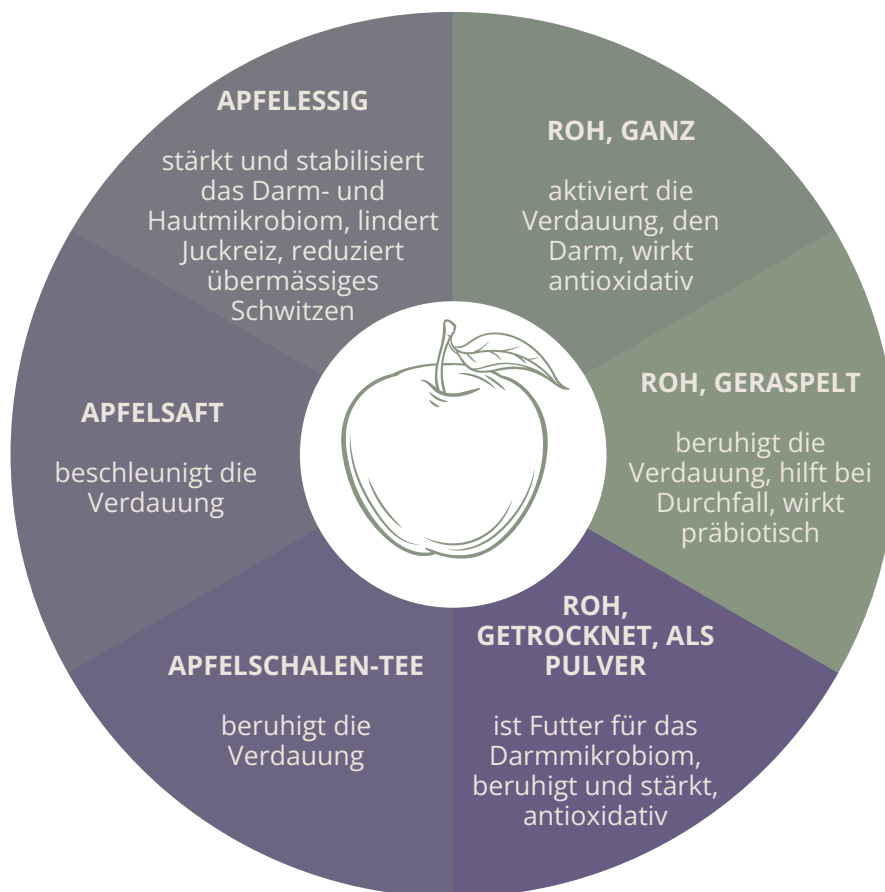 APFELESSIG
stärkt und stabilisiert
das Darm- und
Hautmikrobiom, lindert
Juckreiz, reduziert
übermässiges
Schwitzen
ROH, GANZ
aktiviert die
Verdauung, den
Darm, wirkt
antioxidativ
ROH, GERASPELT
beruhigt die
Verdauung, hilft bei
Durchfall, wirkt
präbiotisch
ROH,
GETROCKNET, ALS
PULVER
ist Futter für das
Darmmikrobiom,
beruhigt und stärkt,
antioxidativ
APFELSCHALEN-TEE
beruhigt die
Verdauung
APFELSAFT
beschleunigt die
Verdauung